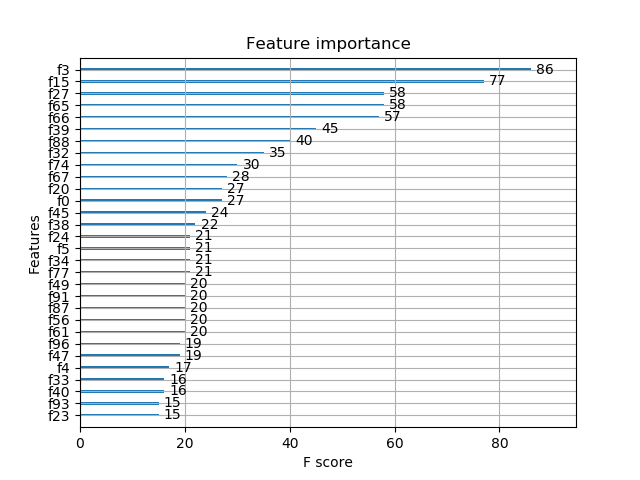 Feature importance
f3 86
f15 77
f27 58
f65 58
f66 57
f39 45
f88 40
f32 35
f74 30
f67 28
f20 27
f0 27
f45 24
f38 22
f24 21
f5 21
f34 21
f77 21
f49 20
f91 20
f87 20
f56 20
f61 20
f96 19
f47 19
f4 17
f33 16
f40 16
f93 15
f23 15
Features
0 20 40 60 80
F score